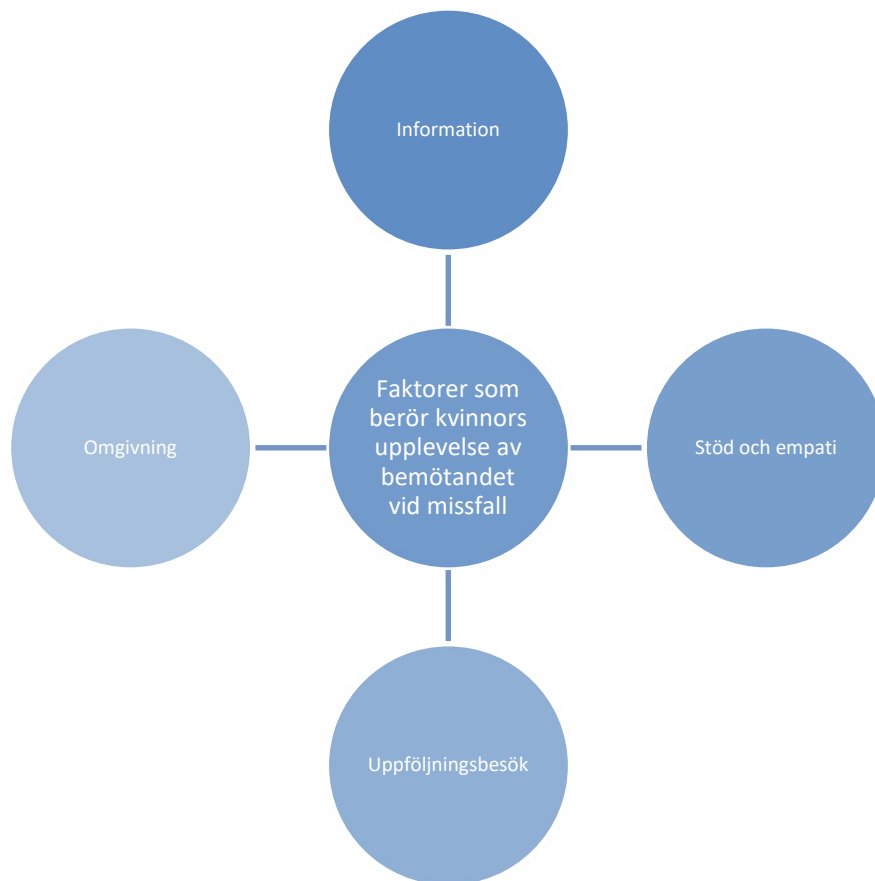 Information
Omgivning
Faktorer som
berör kvinnors
upplevelse av
bemötandet
vid missfall
Stöd och empati
Uppföljningsbesök